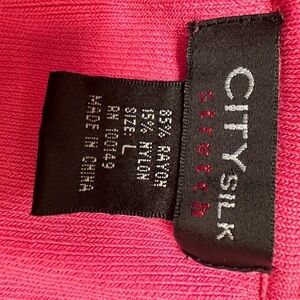 CITY SILK
STRETCH
85% RAYON
15% NYLON
SIZE: L
RN 100149
MADE IN CHINA